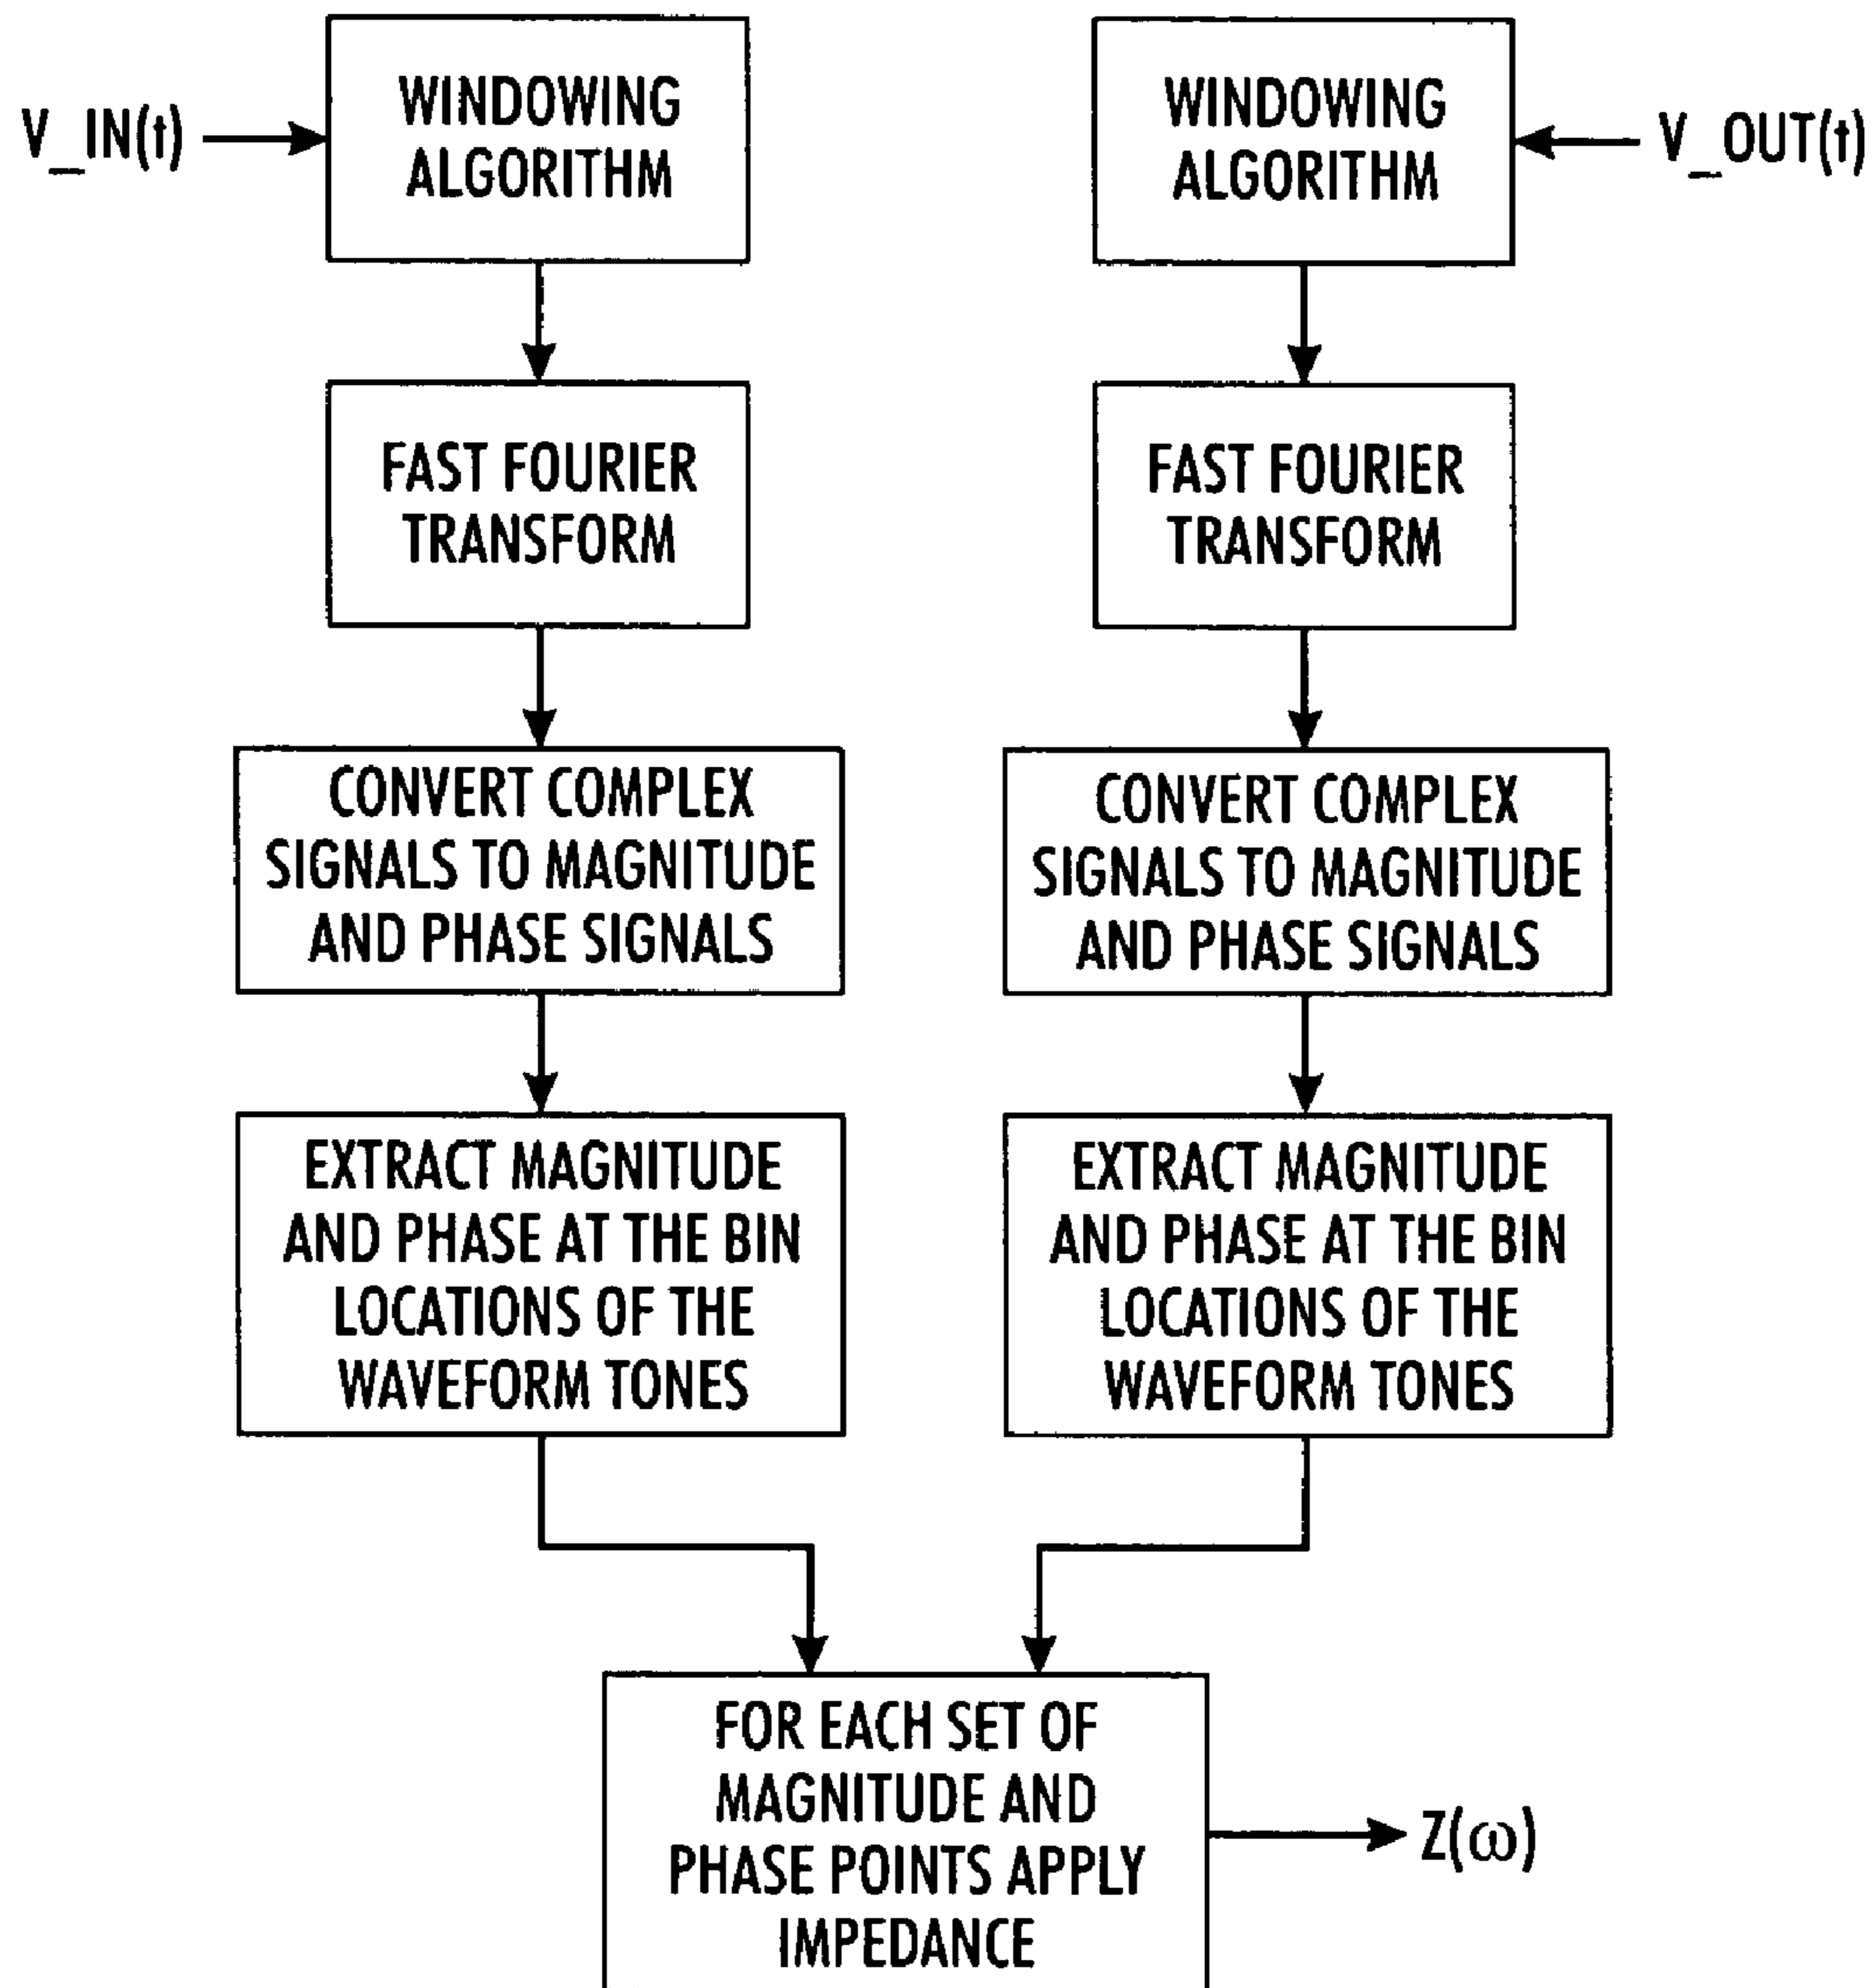 V_IN(t)
WINDOWING
ALGORITHM
WINDOWING
ALGORITHM
V_OUT(t)
FAST FOURIER
TRANSFORM
FAST FOURIER
TRANSFORM
CONVERT COMPLEX
SIGNALS TO MAGNITUDE
AND PHASE SIGNALS
CONVERT COMPLEX
SIGNALS TO MAGNITUDE
AND PHASE SIGNALS
EXTRACT MAGNITUDE
AND PHASE AT THE BIN
LOCATIONS OF THE
WAVEFORM TONES
EXTRACT MAGNITUDE
AND PHASE AT THE BIN
LOCATIONS OF THE
WAVEFORM TONES
FOR EACH SET OF
MAGNITUDE AND
PHASE POINTS APPLY
IMPEDANCE
Z(ω)